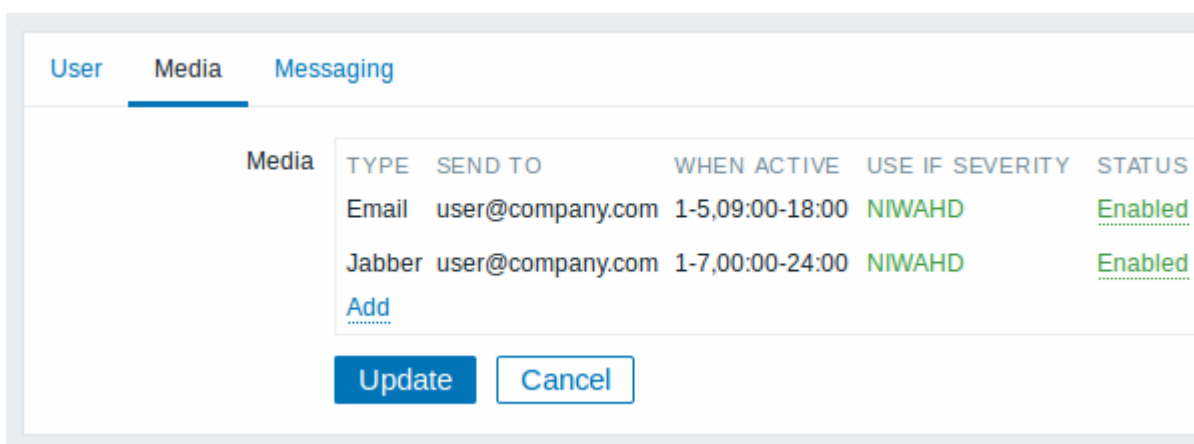 User Media Messaging
Media TYPE SEND TO WHEN ACTIVE USE IF SEVERITY STATUS
Email user@company.com 1-5,09:00-18:00 NIWAHD Enabled
Jabber user@company.com 1-7,00:00-24:00 NIWAHD Enabled
Add
Update Cancel